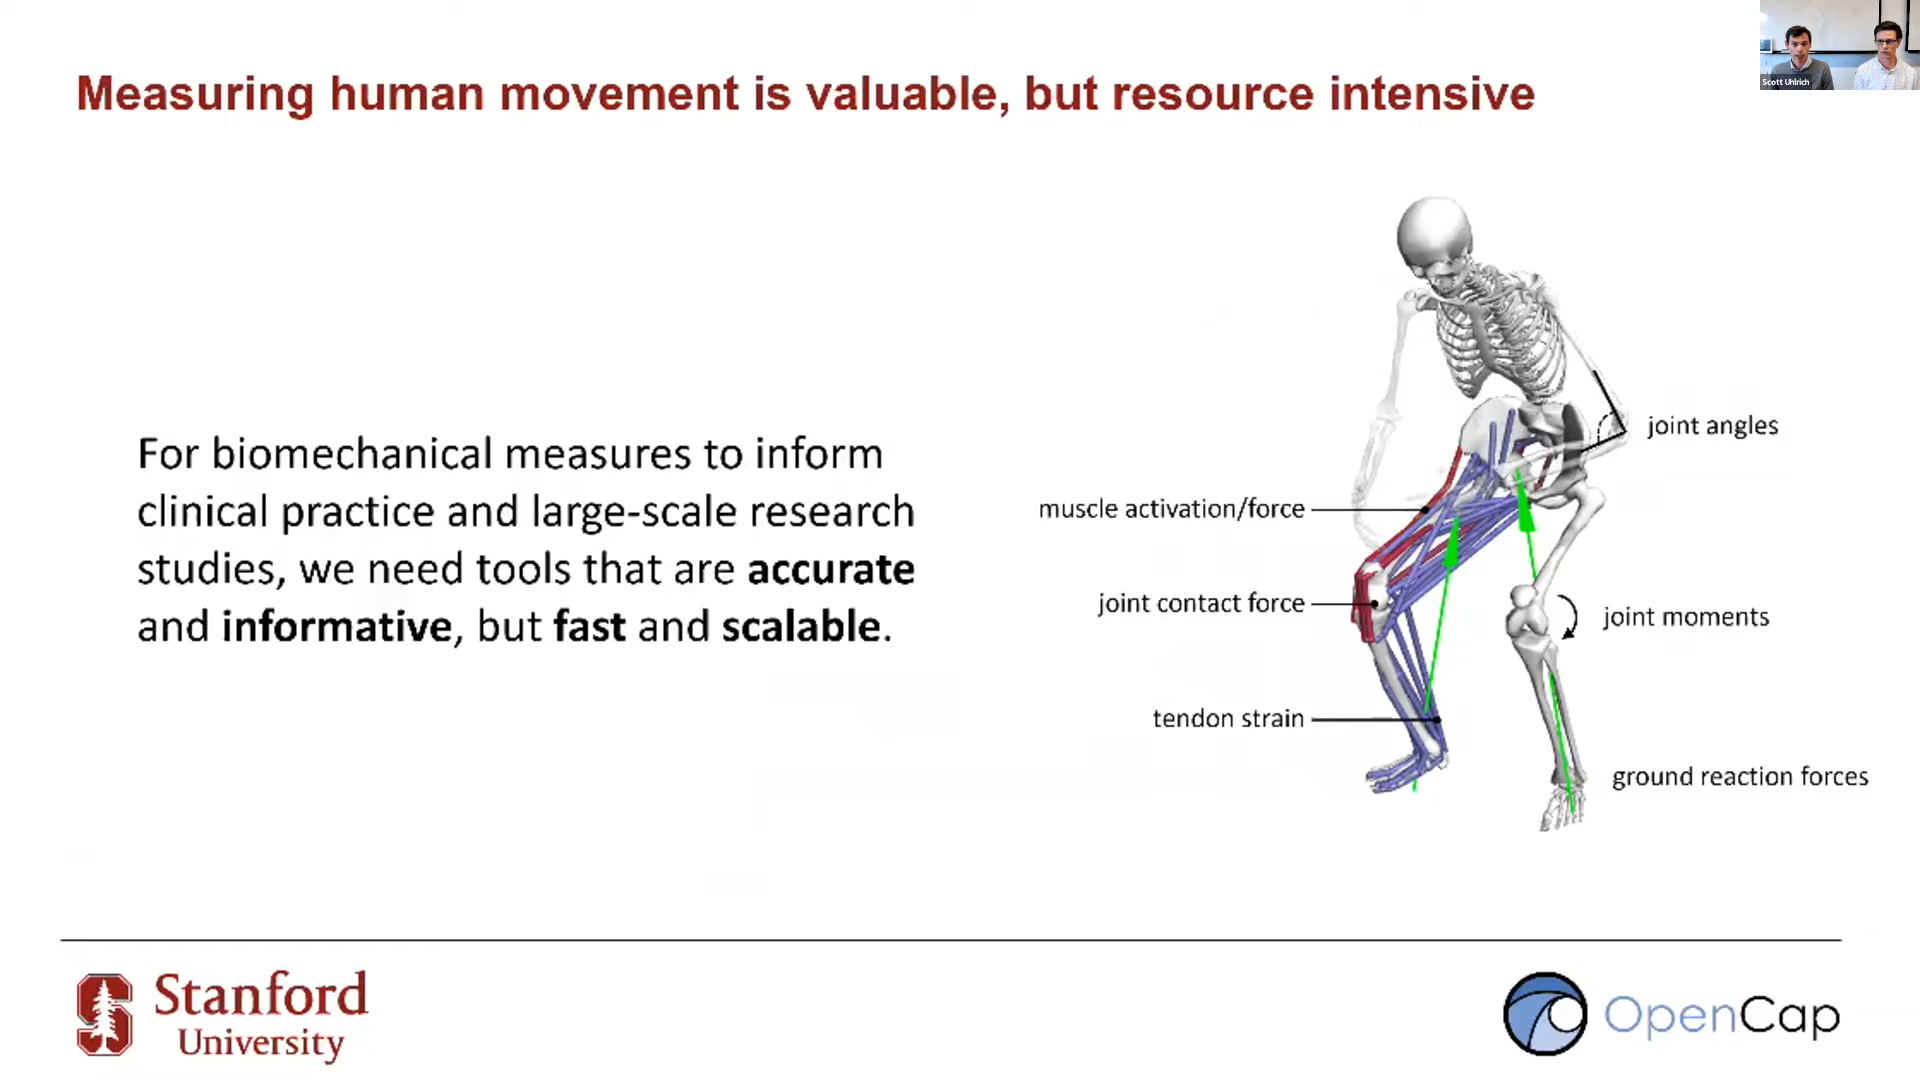 Measuring human movement is valuable, but resource intensive
Scott Uhlrich
For biomechanical measures to inform
clinical practice and large-scale research
studies, we need tools that are accurate
and informative, but fast and scalable.
joint angles
muscle activation/force
joint contact force
joint moments
tendon strain
ground reaction forces
Stanford
University
OpenCap